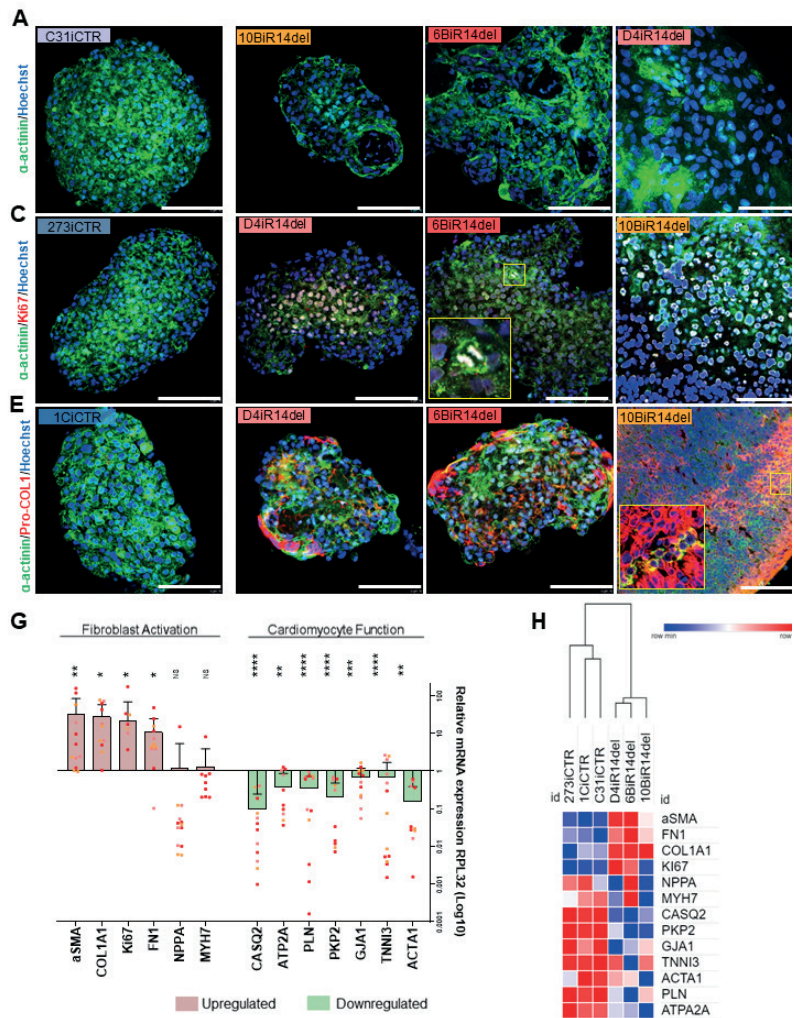 A
C31iCTR
10BiR14del
6BiR14del
D4iR14del
α-actinin/Hoechst
C
273iCTR
D4iR14del
6BiR14del
10BiR14del
α-actinin/Ki67/Hoechst
E
1CiCTR
D4iR14del
6BiR14del
10BiR14del
α-actinin/Pro-COL1/Hoechst
G
Fibroblast Activation
Cardiomyocyte Function
** * * * NS NS **** ** **** **** *** **** **
100
10
1
0.1
0.01
0.001
0.0001
Relative mRNA expression RPL32 (Log10)
aSMA COL1A1 Ki67 FN1 NPPA MYH7 CASQ2 ATP2A PLN PKP2 GJA1 TNNI3 ACTA1
Upregulated
Downregulated
H
row min row
id 273iCTR 1CiCTR C31iCTR D4iR14del 6BiR14del 10BiR14del id
aSMA
FN1
COL1A1
KI67
NPPA
MYH7
CASQ2
PKP2
GJA1
TNNI3
ACTA1
PLN
ATPA2A